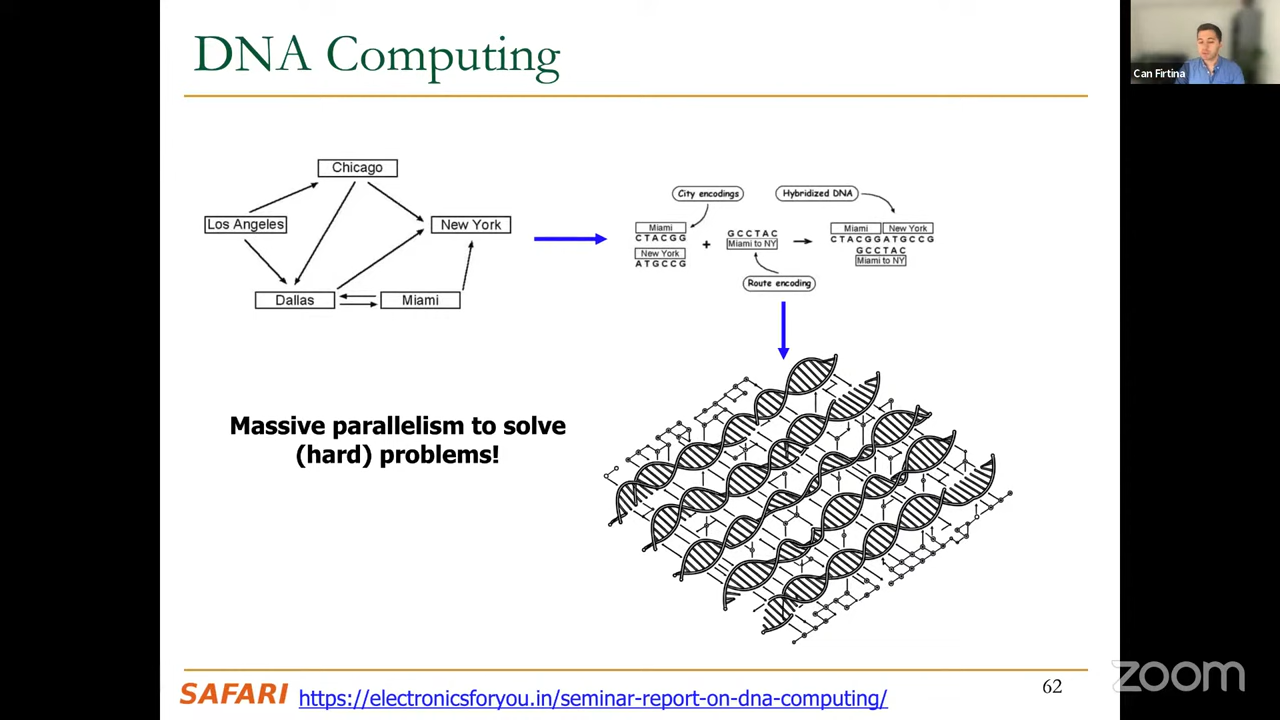 DNA Computing
Can Firtina
Chicago
Los Angeles
New York
Dallas
Miami
City encodings
Hybridized DNA
Miami
CTACGG
New York
ATGCCG
+
GCCTAC
Miami to NY
Miami
New York
CTACGGATGCCG
GCCTAC
Miami to NY
Route encoding
Massive parallelism to solve
(hard) problems!
SAFARI
https://electronicsforyou.in/seminar-report-on-dna-computing/
62
zoom